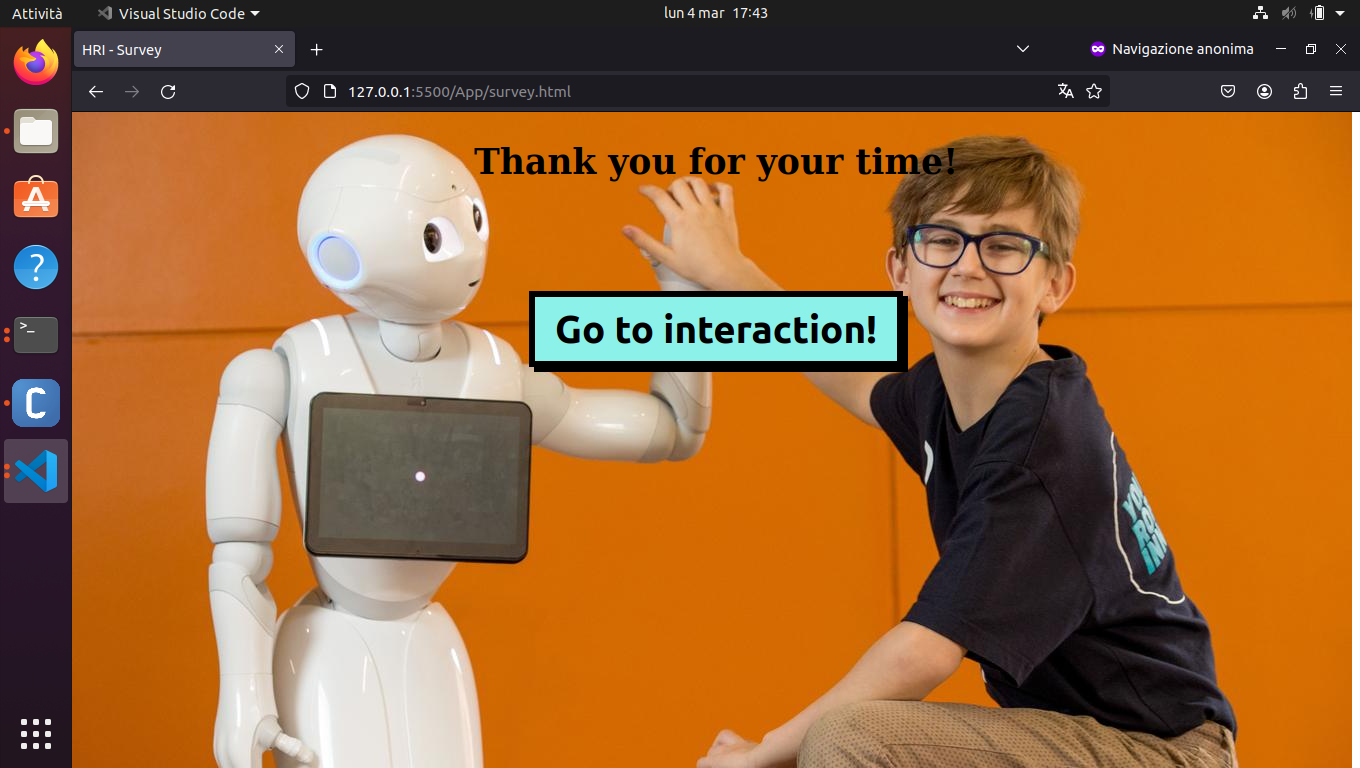 Attività
Visual Studio Code
lun 4 mar 17:43
HRI - Survey
Navigazione anonima
127.0.0.1:5500/App/survey.html
Thank you for your time!
Go to interaction!